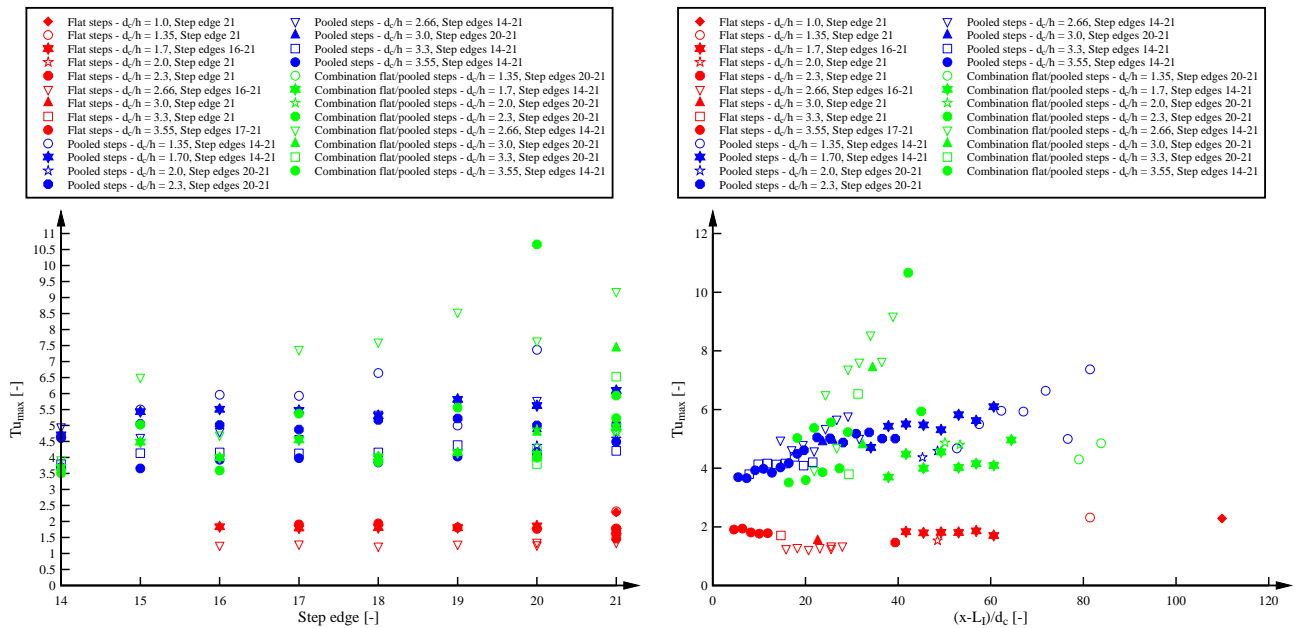 Flat steps - dc/h = 1.0, Step edge 21
Flat steps - dc/h = 1.35, Step edge 21
Flat steps - dc/h = 1.7, Step edges 16-21
Flat steps - dc/h = 2.0, Step edge 21
Flat steps - dc/h = 2.3, Step edge 21
Flat steps - dc/h = 2.66, Step edges 16-21
Flat steps - dc/h = 3.0, Step edge 21
Flat steps - dc/h = 3.3, Step edge 21
Flat steps - dc/h = 3.55, Step edges 17-21
Pooled steps - dc/h = 1.35, Step edges 14-21
Pooled steps - dc/h = 1.70, Step edges 14-21
Pooled steps - dc/h = 2.0, Step edges 20-21
Pooled steps - dc/h = 2.3, Step edges 20-21
Pooled steps - dc/h = 2.66, Step edges 14-21
Pooled steps - dc/h = 3.0, Step edges 20-21
Pooled steps - dc/h = 3.3, Step edges 14-21
Pooled steps - dc/h = 3.55, Step edges 14-21
Combination flat/pooled steps - dc/h = 1.35, Step edges 20-21
Combination flat/pooled steps - dc/h = 1.7, Step edges 14-21
Combination flat/pooled steps - dc/h = 2.0, Step edges 20-21
Combination flat/pooled steps - dc/h = 2.3, Step edges 20-21
Combination flat/pooled steps - dc/h = 2.66, Step edges 14-21
Combination flat/pooled steps - dc/h = 3.0, Step edges 20-21
Combination flat/pooled steps - dc/h = 3.3, Step edges 20-21
Combination flat/pooled steps - dc/h = 3.55, Step edges 14-21
11
10.5
10
9.5
9
8.5
8
7.5
7
6.5
6
5.5
5
4.5
4
3.5
3
2.5
2
1.5
1
0.5
0
Tumax [-]
14 15 16 17 18 19 20 21
Step edge [-]
Flat steps - dc/h = 1.0, Step edge 21
Flat steps - dc/h = 1.35, Step edge 21
Flat steps - dc/h = 1.7, Step edges 16-21
Flat steps - dc/h = 2.0, Step edge 21
Flat steps - dc/h = 2.3, Step edge 21
Flat steps - dc/h = 2.66, Step edges 16-21
Flat steps - dc/h = 3.0, Step edge 21
Flat steps - dc/h = 3.3, Step edge 21
Flat steps - dc/h = 3.55, Step edges 17-21
Pooled steps - dc/h = 1.35, Step edges 14-21
Pooled steps - dc/h = 1.70, Step edges 14-21
Pooled steps - dc/h = 2.0, Step edges 20-21
Pooled steps - dc/h = 2.3, Step edges 20-21
Pooled steps - dc/h = 2.66, Step edges 14-21
Pooled steps - dc/h = 3.0, Step edges 20-21
Pooled steps - dc/h = 3.3, Step edges 14-21
Pooled steps - dc/h = 3.55, Step edges 14-21
Combination flat/pooled steps - dc/h = 1.35, Step edges 20-21
Combination flat/pooled steps - dc/h = 1.7, Step edges 14-21
Combination flat/pooled steps - dc/h = 2.0, Step edges 20-21
Combination flat/pooled steps - dc/h = 2.3, Step edges 20-21
Combination flat/pooled steps - dc/h = 2.66, Step edges 14-21
Combination flat/pooled steps - dc/h = 3.0, Step edges 20-21
Combination flat/pooled steps - dc/h = 3.3, Step edges 20-21
Combination flat/pooled steps - dc/h = 3.55, Step edges 14-21
12
10
8
6
4
2
0
Tumax [-]
0 20 40 60 80 100 120
(x-LI)/dc [-]